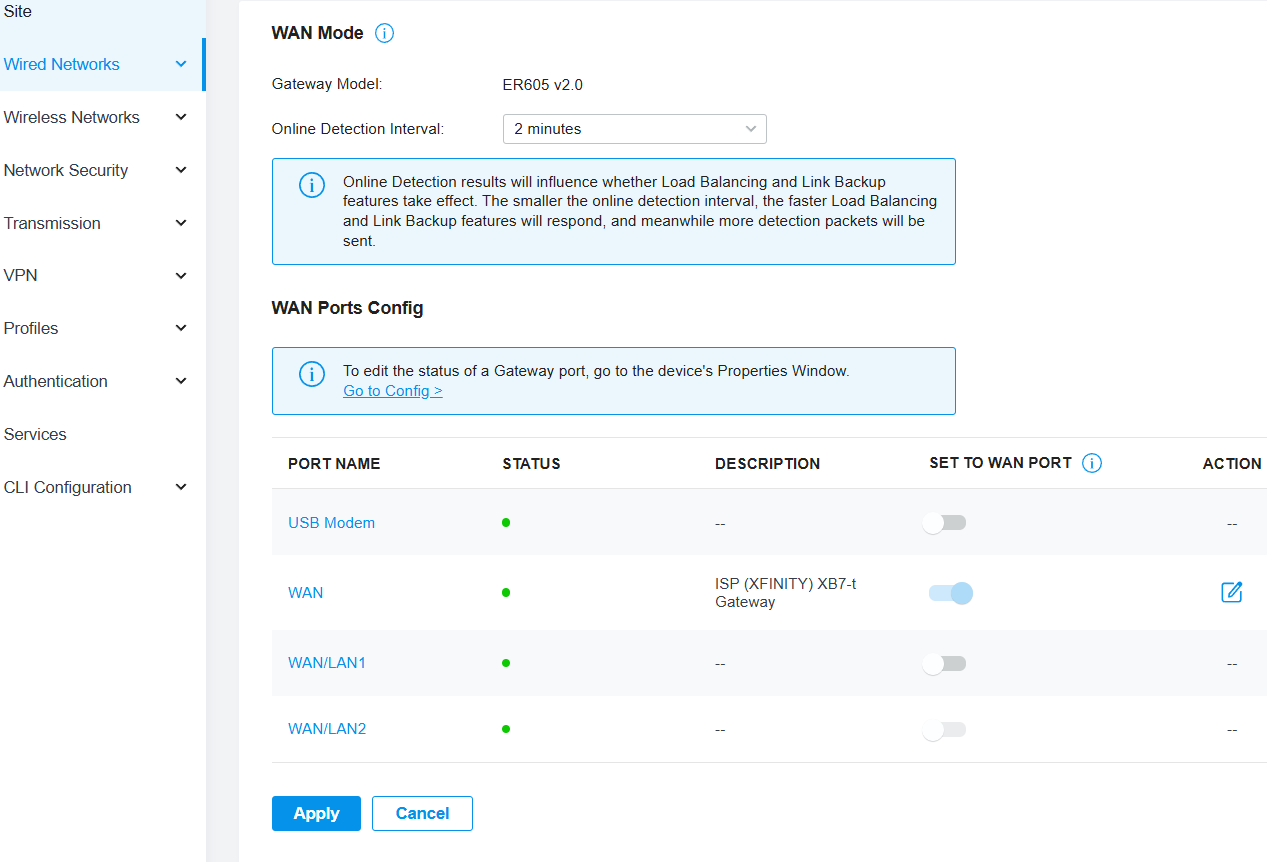 Site
Wired Networks
Wireless Networks
Network Security
Transmission
VPN
Profiles
Authentication
Services
CLI Configuration
WAN Mode
Gateway Model: ER605 v2.0
Online Detection Interval: 2 minutes
Online Detection results will influence whether Load Balancing and Link Backup
features take effect. The smaller the online detection interval, the faster Load Balancing
and Link Backup features will respond, and meanwhile more detection packets will be
sent.
WAN Ports Config
To edit the status of a Gateway port, go to the device's Properties Window.
Go to Config >
PORT NAME STATUS DESCRIPTION SET TO WAN PORT ACTION
USB Modem -- --
WAN ISP (XFINITY) XB7-t
Gateway
WAN/LAN1 -- --
WAN/LAN2 -- --
Apply Cancel